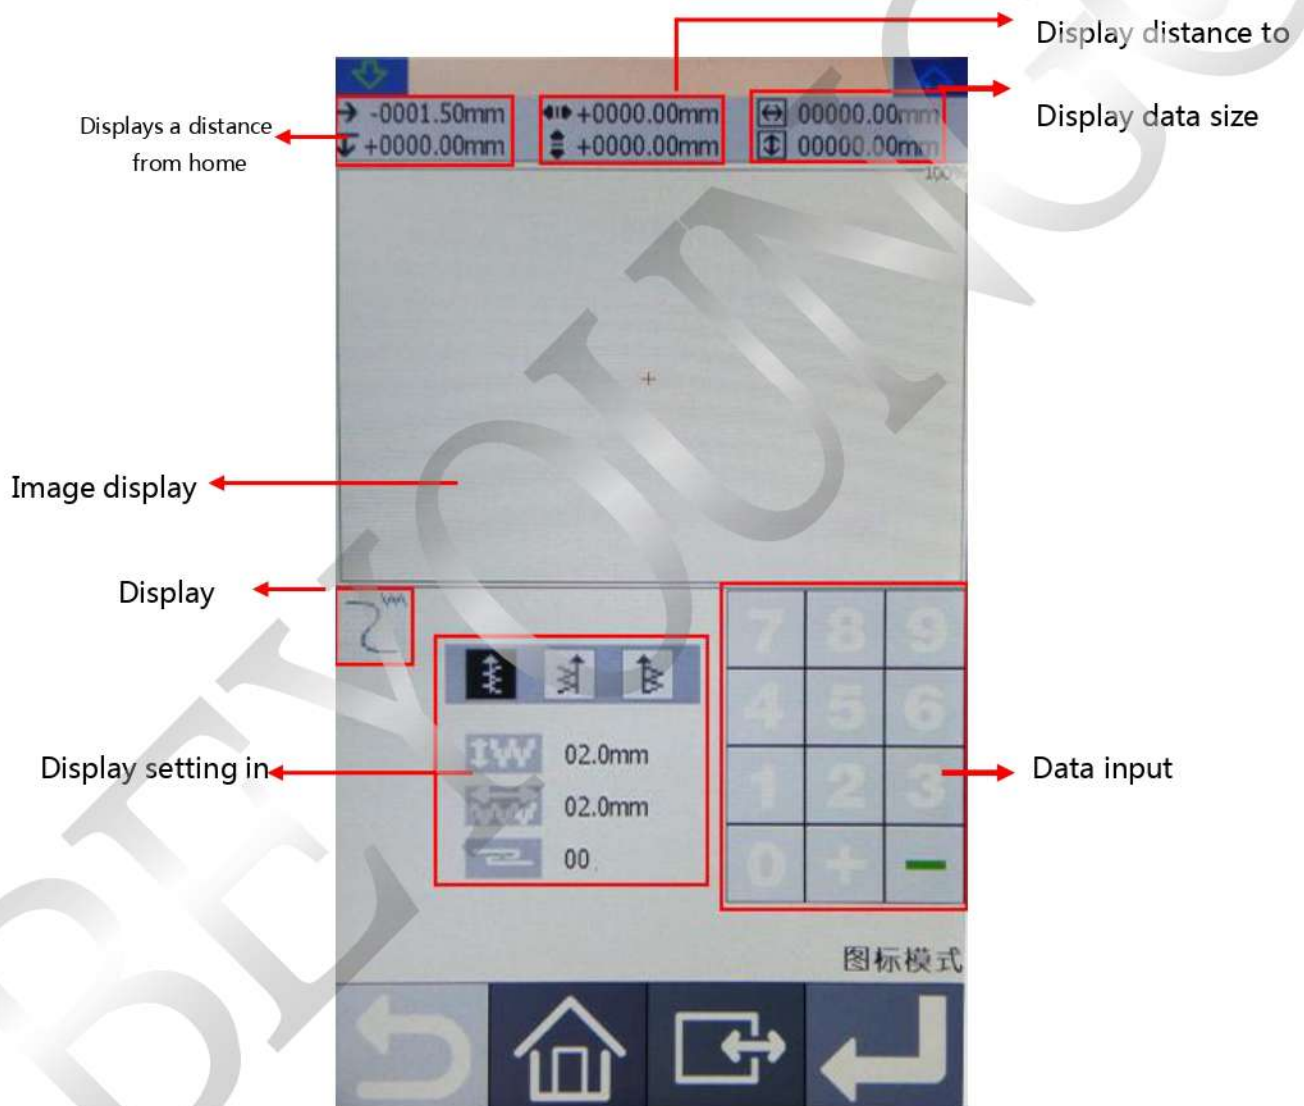 Display distance to
Displays a distance
from home
-0001.50mm
+0000.00mm
+0000.00mm
+0000.00mm
00000.00mm
00000.00mm
Display data size
100%
Image display
Display
Display setting in
02.0mm
02.0mm
00
7 8 9
4 5 6
1 2 3
0 + −
Data input
图标模式
BEYOUNG